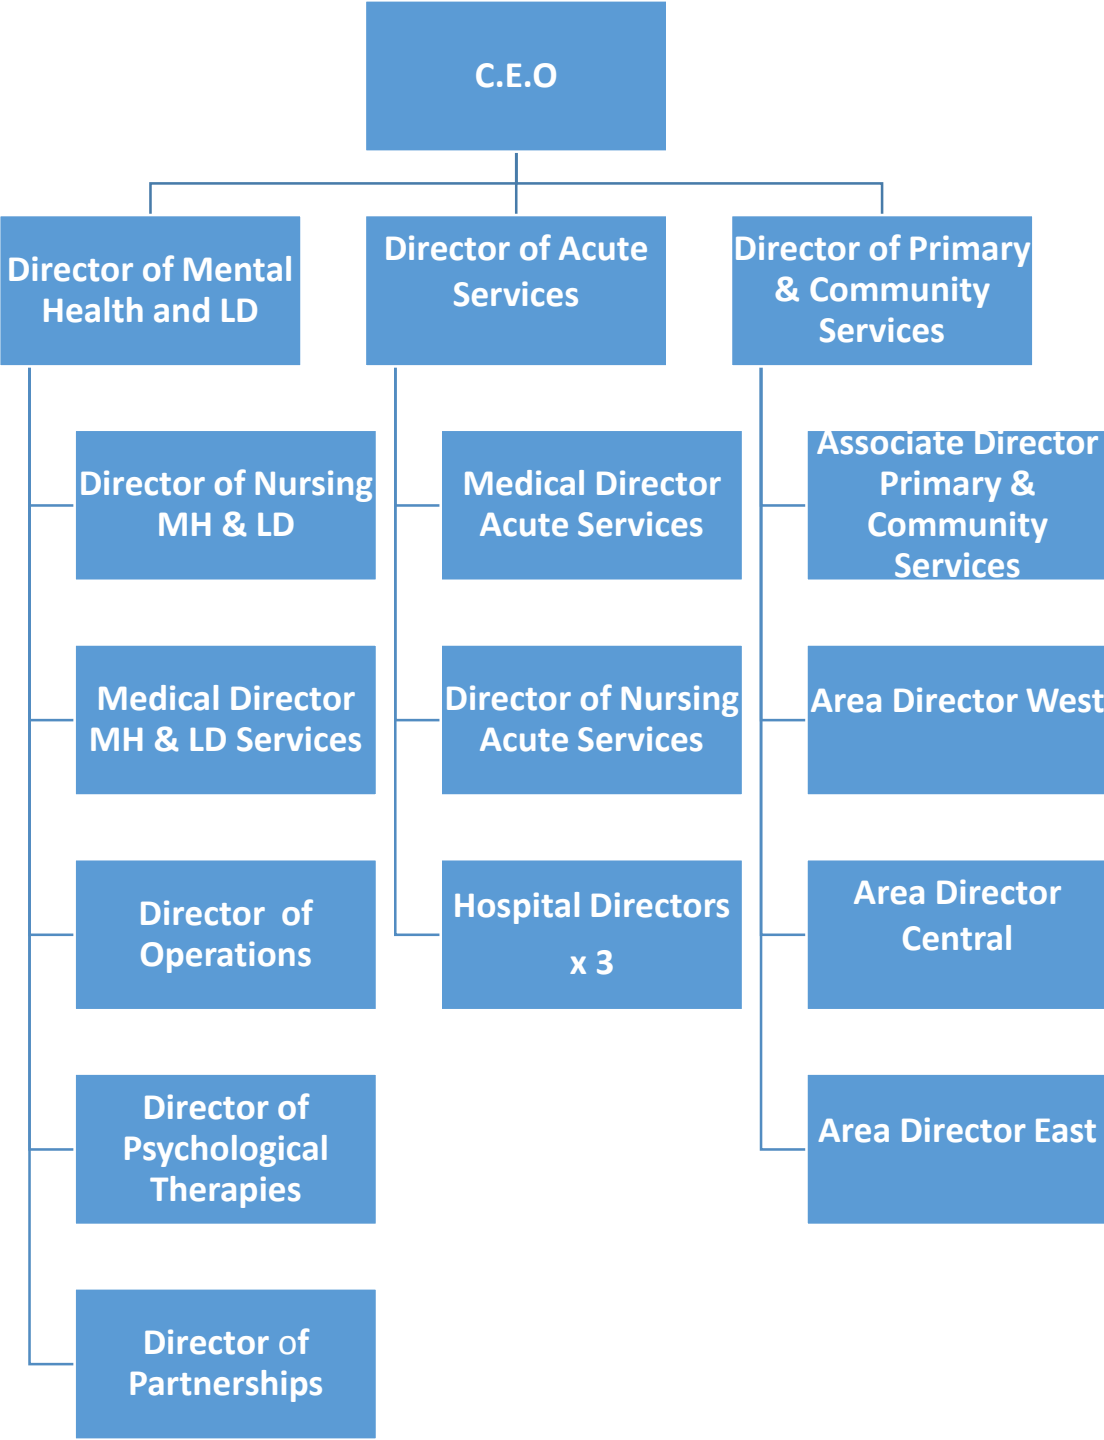 C.E.O
Director of Mental
Health and LD
Director of Acute
Services
Director of Primary
& Community
Services
Director of Nursing
MH & LD
Medical Director
MH & LD Services
Director of
Operations
Director of
Psychological
Therapies
Director of
Partnerships
Medical Director
Acute Services
Director of Nursing
Acute Services
Hospital Directors
x 3
Associate Director
Primary &
Community
Services
Area Director West
Area Director
Central
Area Director East